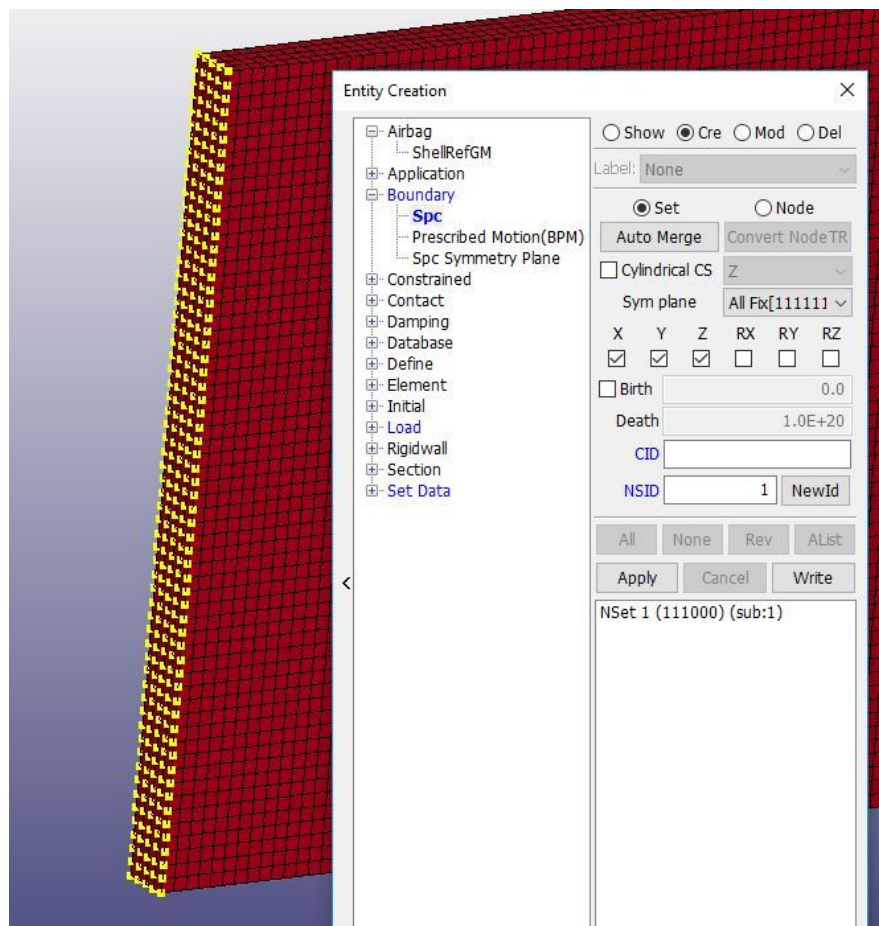 Entity Creation
Airbag
ShellRefGM
Application
Boundary
Spc
Prescribed Motion(BPM)
Spc Symmetry Plane
Constrained
Contact
Damping
Database
Define
Element
Initial
Load
Rigidwall
Section
Set Data
Show Cre Mod Del
Label: None
Set Node
Auto Merge Convert NodeTR
Cylindrical CS Z
Sym plane All Fix[111111
X Y Z RX RY RZ
Birth 0.0
Death 1.0E+20
CID
NSID 1 NewId
All None Rev AList
Apply Cancel Write
NSet 1 (111000) (sub:1)